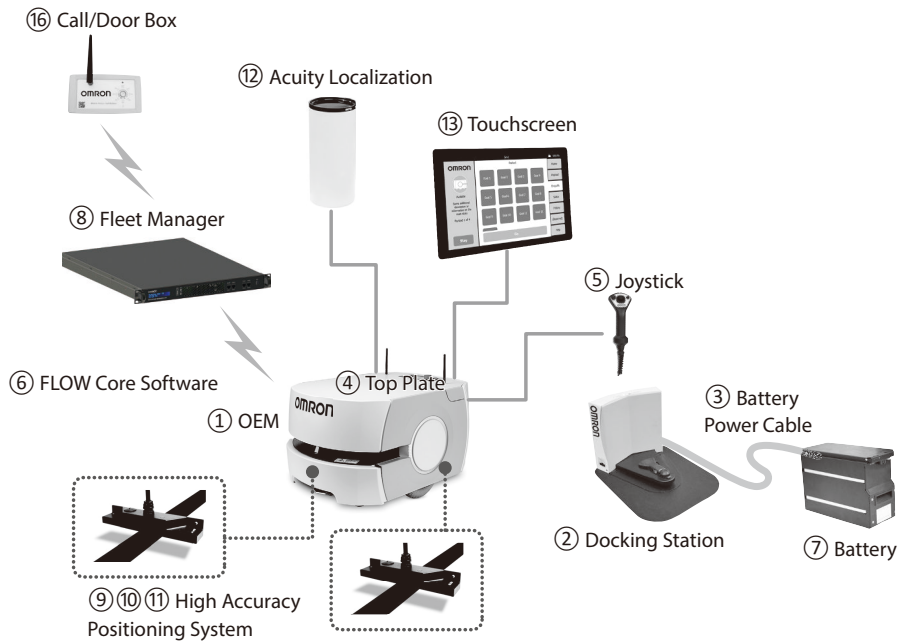 ⑯ Call/Door Box
OMRON
⑫ Acuity Localization
⑬ Touchscreen
OMRON
⑧ Fleet Manager
⑤ Joystick
⑥ FLOW Core Software
④ Top Plate
OMRON
① OEM
③ Battery
Power Cable
OMRON
② Docking Station
⑦ Battery
⑨⑩⑪ High Accuracy
Positioning System